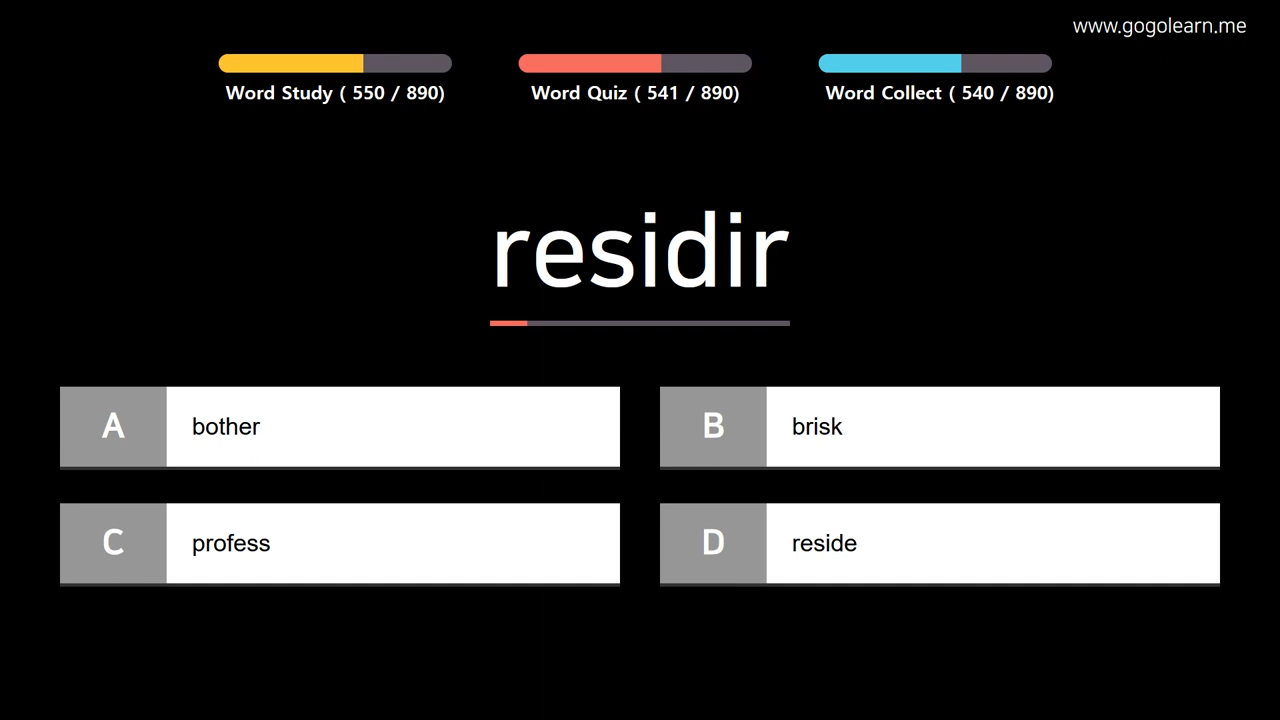 www.gogolearn.me
Word Study ( 550 / 890)
Word Quiz ( 541 / 890)
Word Collect ( 540 / 890)
residir
A bother
B brisk
C profess
D reside